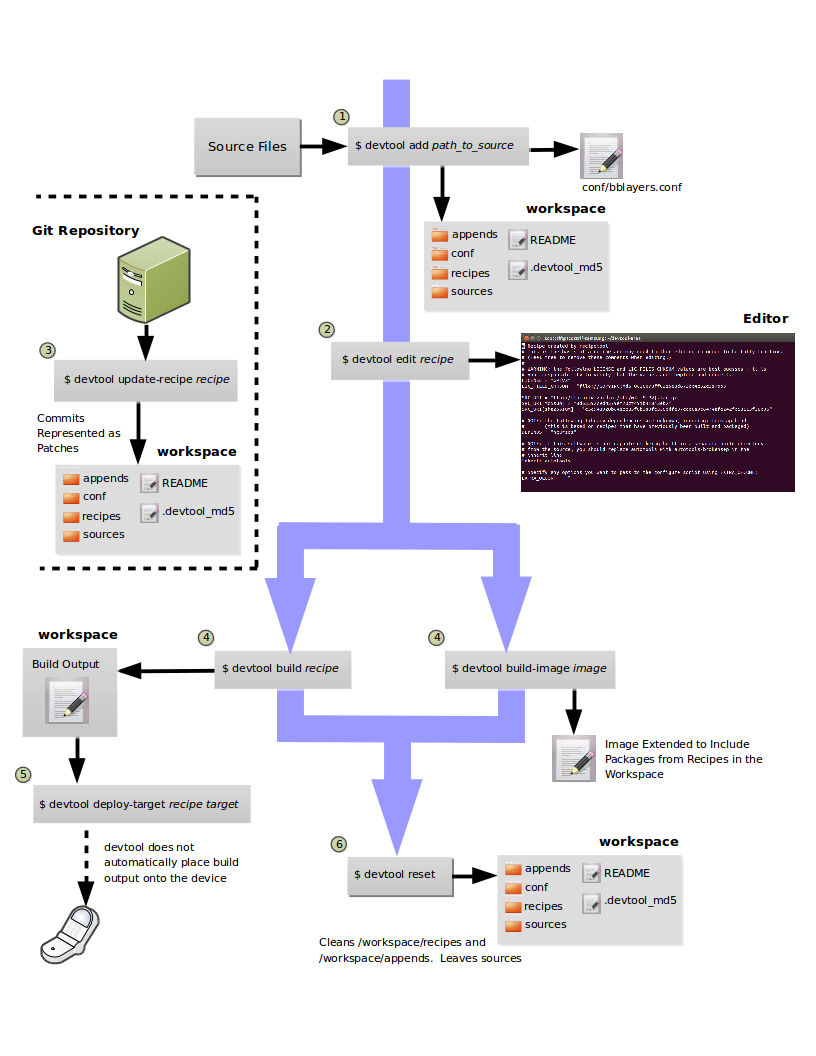 1
Source Files
$ devtool add path_to_source
conf/bblayers.conf
workspace
appends
conf
recipes
sources
README
.devtool_md5
Git Repository
2
$ devtool edit recipe
Editor
3
$ devtool update-recipe recipe
Commits
Represented as
Patches
workspace
appends
conf
recipes
sources
README
.devtool_md5
workspace
Build Output
4
$ devtool build recipe
4
$ devtool build-image image
Image Extended to Include
Packages from Recipes in the
Workspace
5
$ devtool deploy-target recipe target
devtool does not
automatically place build
output onto the device
6
$ devtool reset
workspace
appends
conf
recipes
sources
README
.devtool_md5
Cleans /workspace/recipes and
/workspace/appends. Leaves sources